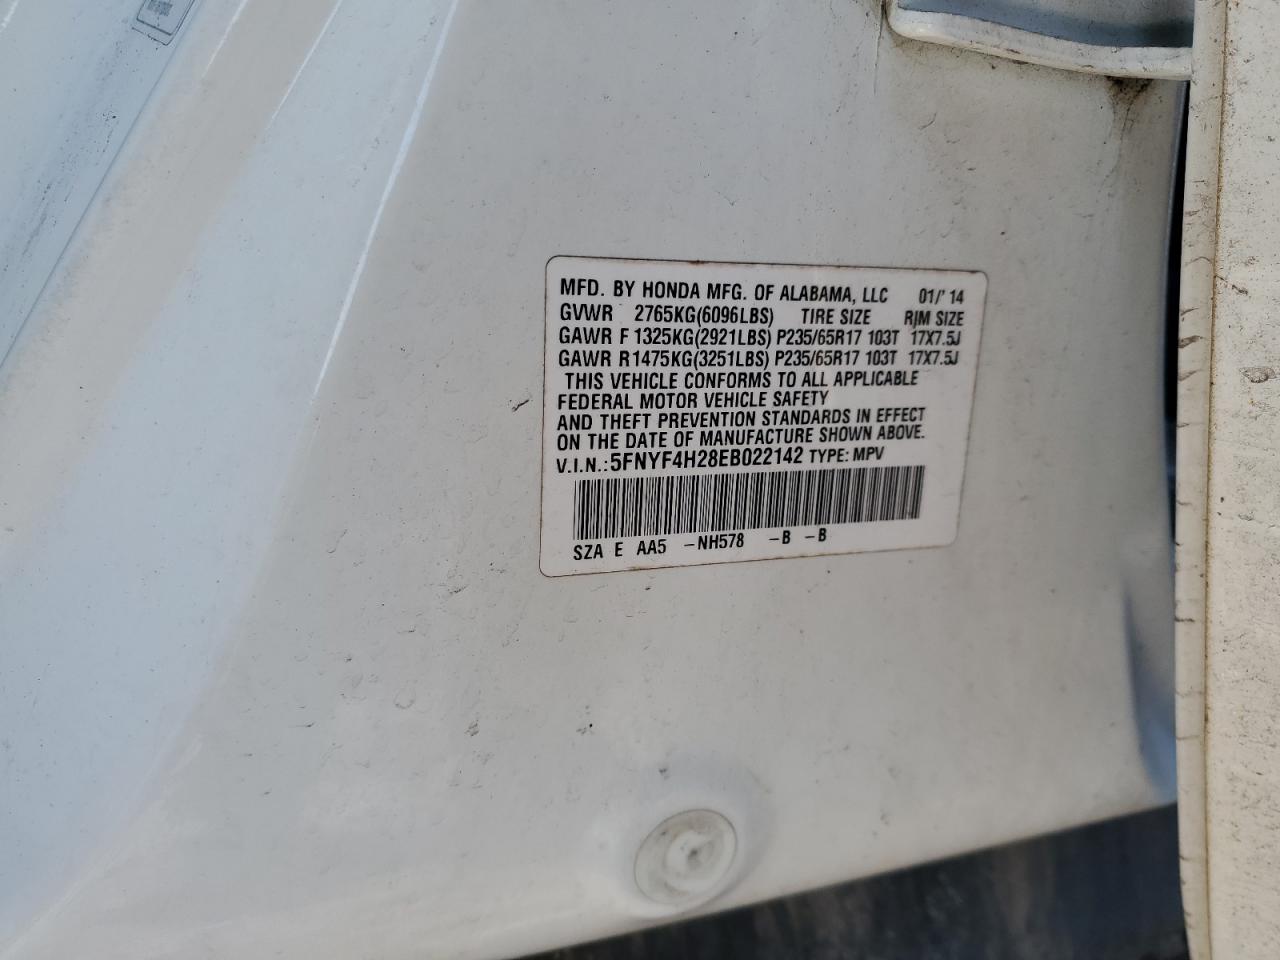 MFD. BY HONDA MFG. OF ALABAMA, LLC 01/'14
GVWR 2765KG(6096LBS) TIRE SIZE RIM SIZE
GAWR F 1325KG(2921LBS) P235/65R17 103T 17X7.5J
GAWR R1475KG(3251LBS) P235/65R17 103T 17X7.5J
THIS VEHICLE CONFORMS TO ALL APPLICABLE
FEDERAL MOTOR VEHICLE SAFETY
AND THEFT PREVENTION STANDARDS IN EFFECT
ON THE DATE OF MANUFACTURE SHOWN ABOVE.
V.I.N.:5FNYF4H28EB022142 TYPE: MPV
SZA E AA5 -NH578 -B -B